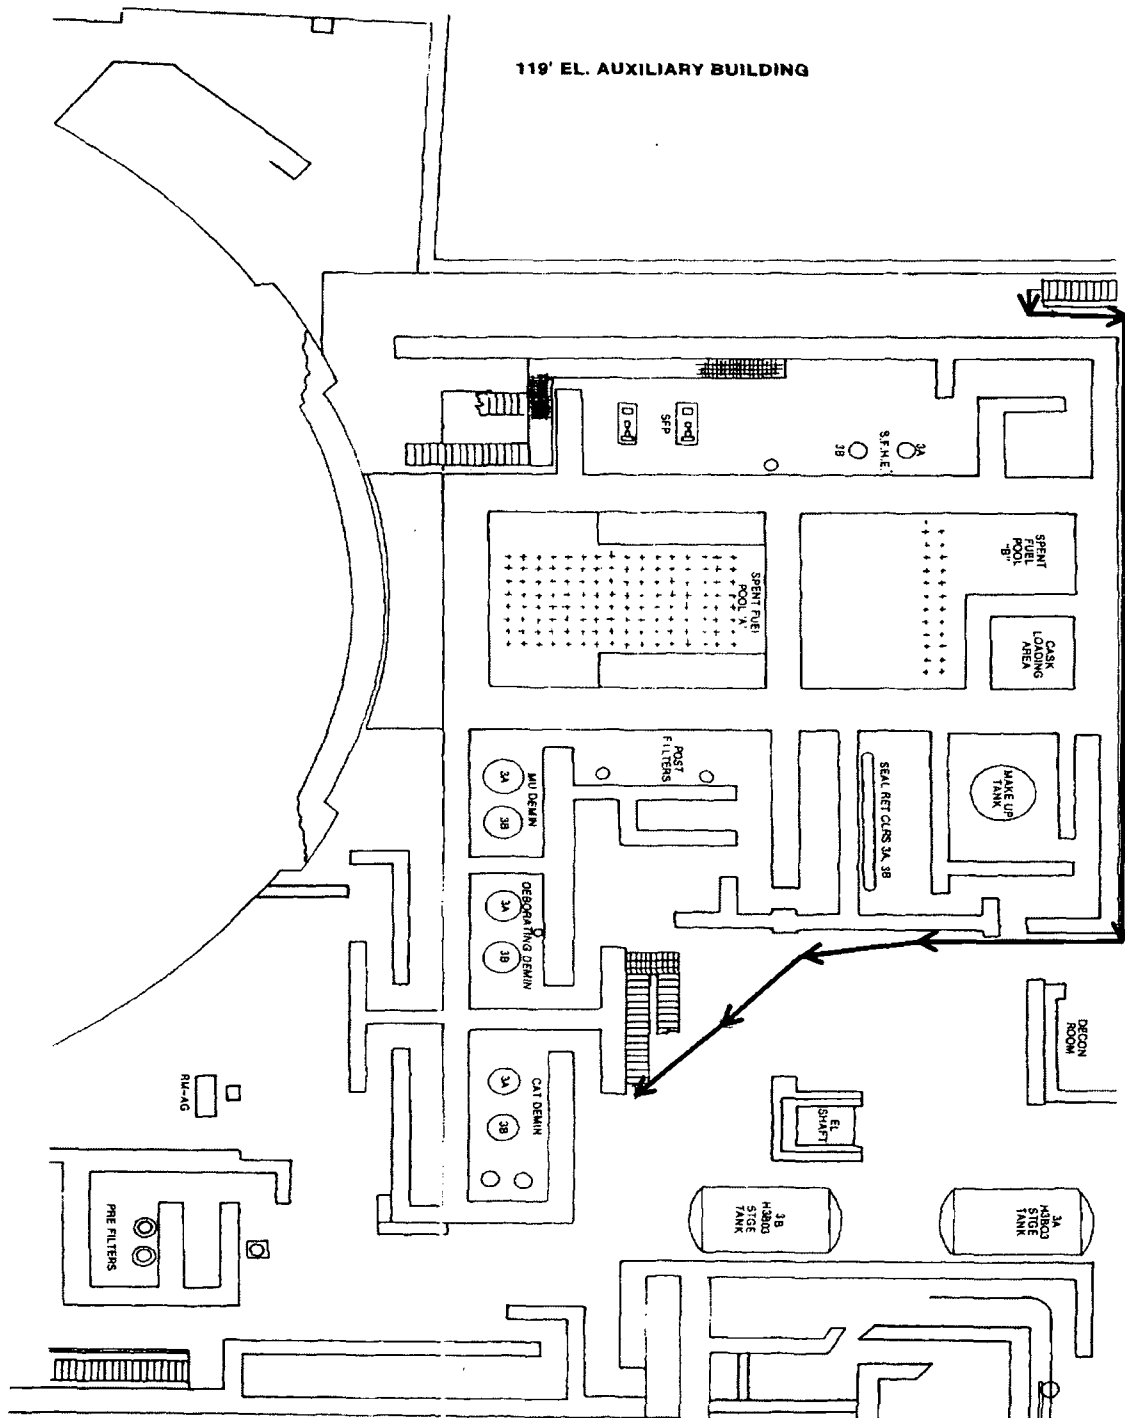 119' EL. AUXILIARY BUILDING
SFP
S.F.H.E.
3A
3B
SPENT
FUEL
POOL
"B"
SPENT FUEL
POOL 'A'
CASK
LOADING
AREA
POST
FILTERS
SEAL RET CLRS 3A, 3B
MAKE UP
TANK
MU DEMIN
3A
3B
DEBORATING DEMIN
3A
3B
DECON
ROOM
CAT DEMIN
3A
3B
EL
SHAFT
RM-AG
3B
H3BO3
STGE
TANK
3A
H3BO3
STGE
TANK
PRE FILTERS